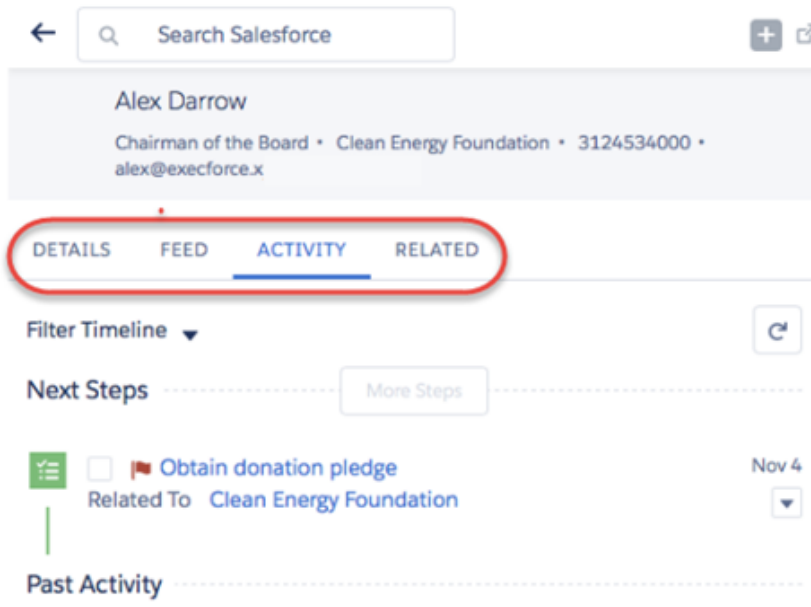 Search Salesforce
Alex Darrow
Chairman of the Board • Clean Energy Foundation • 3124534000 •
alex@execforce.x
DETAILS FEED ACTIVITY RELATED
Filter Timeline
Next Steps More Steps
Obtain donation pledge Nov 4
Related To Clean Energy Foundation
Past Activity